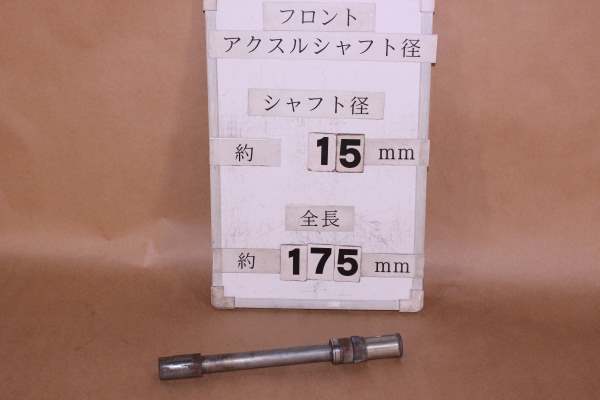 フロント
アクスルシャフト径
シャフト径
約 15 mm
全長
約 175 mm